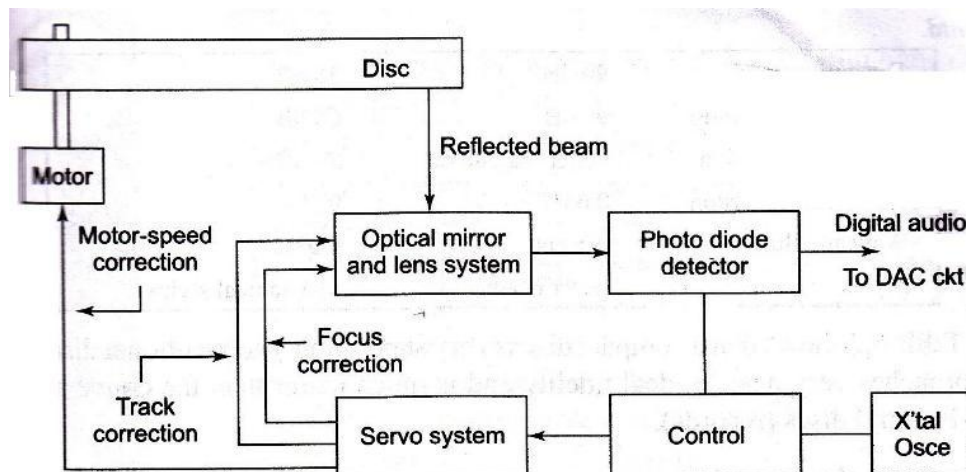 Disc
Reflected beam
Motor
Motor-speed
correction
Optical mirror
and lens system
Photo diode
detector
Digital audio
To DAC ckt
Focus
correction
Track
correction
Servo system
Control
X'tal
Osce